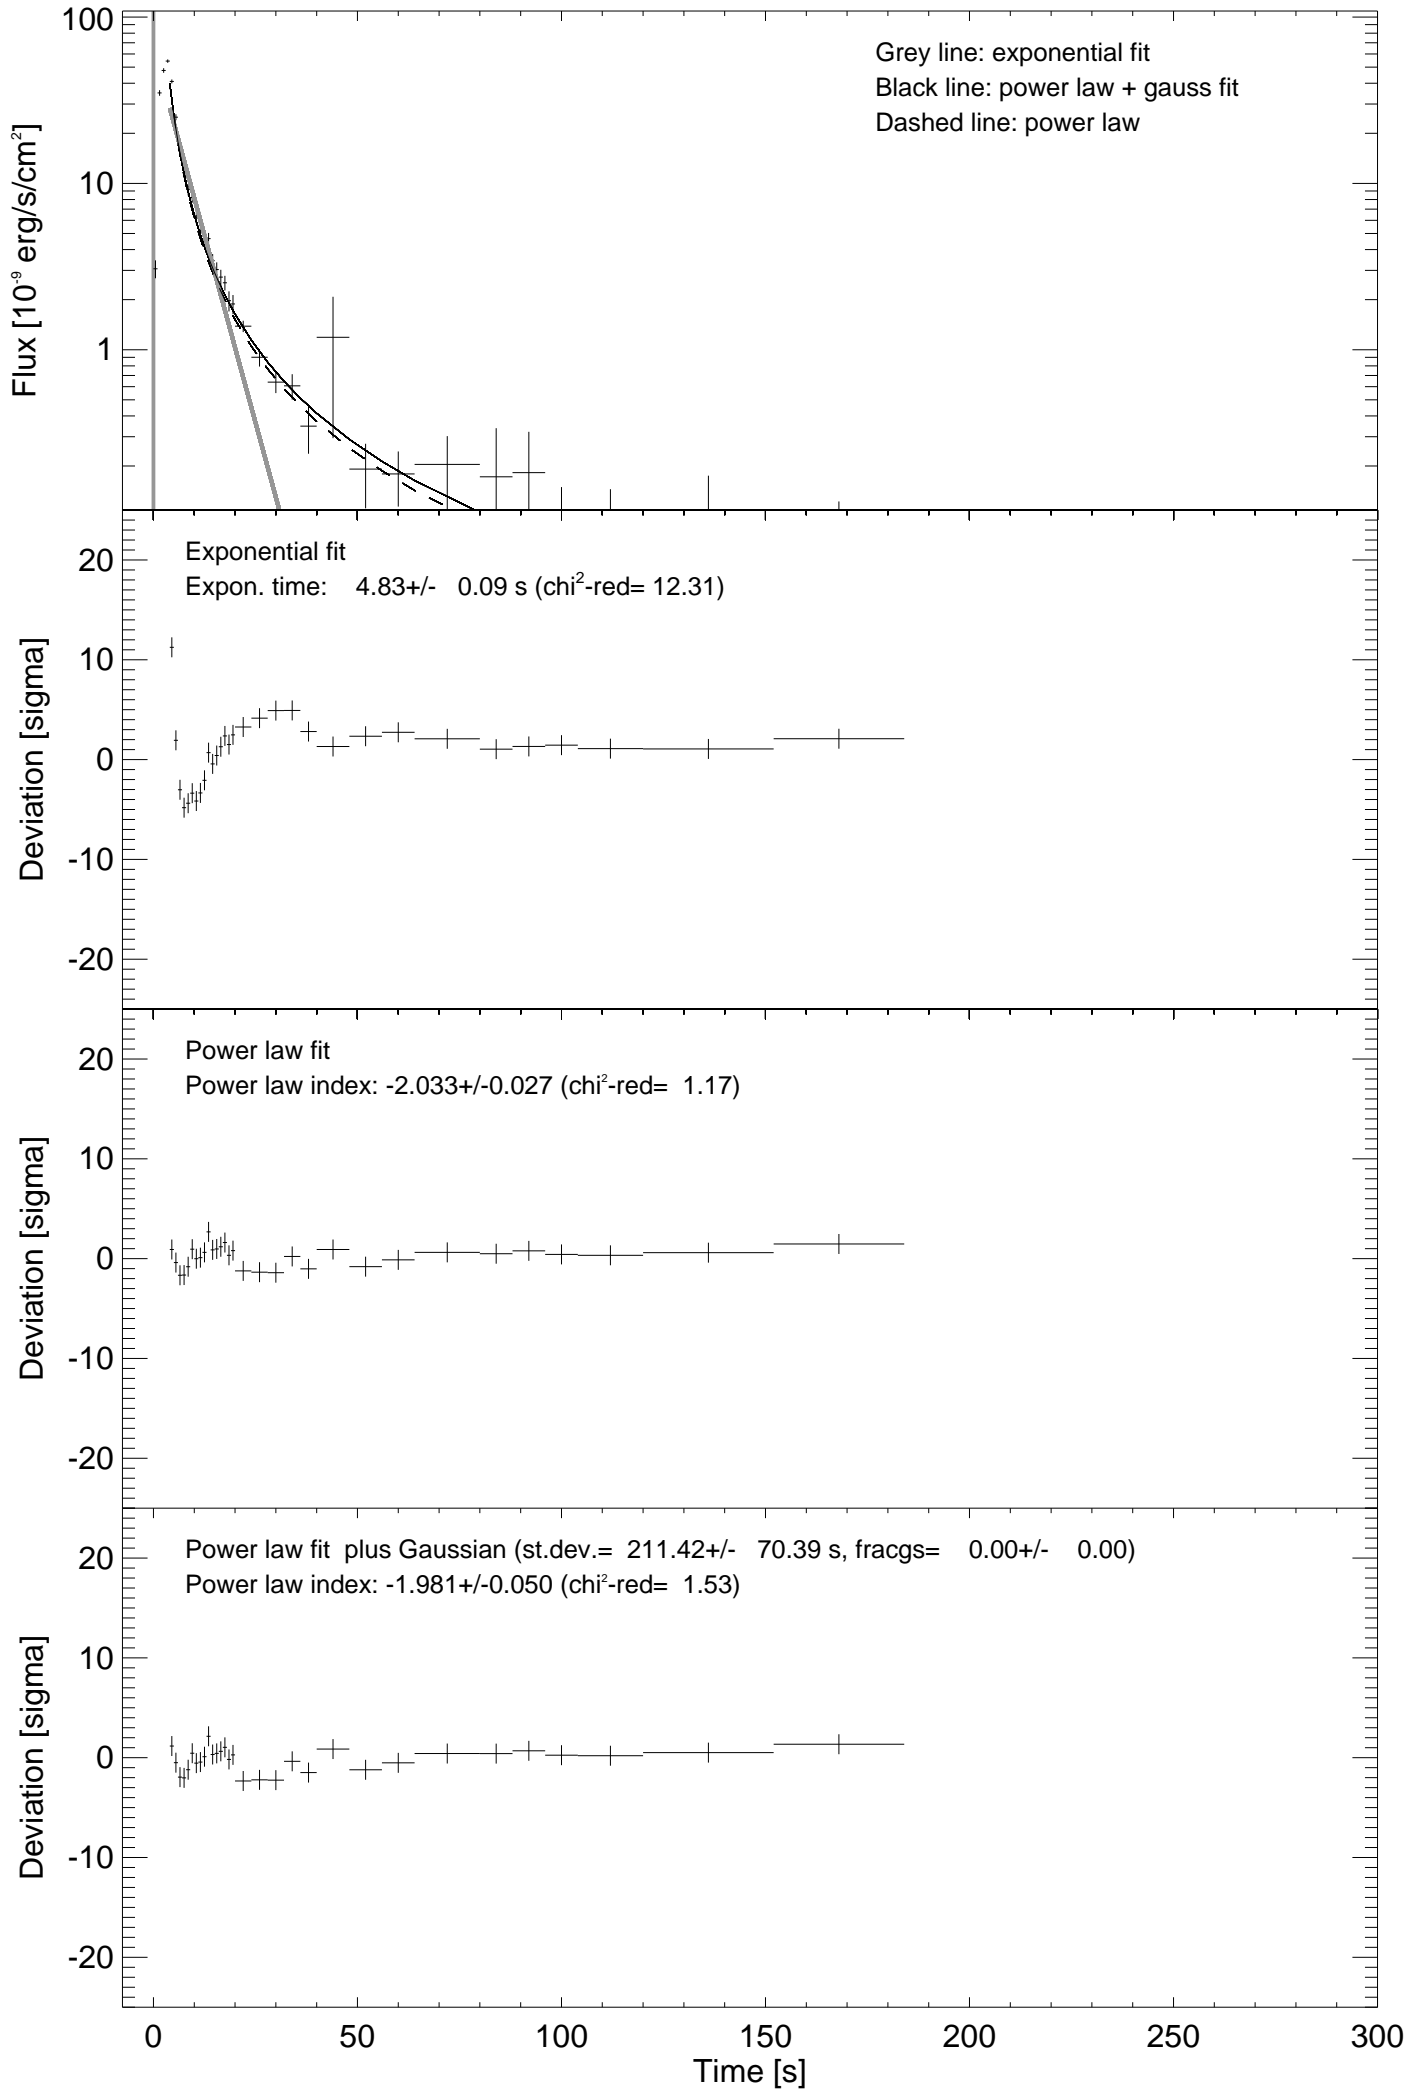 100
10
1
Flux [10⁻⁹ erg/s/cm²]
Grey line: exponential fit
Black line: power law + gauss fit
Dashed line: power law
20
10
0
-10
-20
Deviation [sigma]
Exponential fit
Expon. time: 4.83+/- 0.09 s (chi²-red= 12.31)
20
10
0
-10
-20
Deviation [sigma]
Power law fit
Power law index: -2.033+/-0.027 (chi²-red= 1.17)
20
10
0
-10
-20
Deviation [sigma]
Power law fit plus Gaussian (st.dev.= 211.42+/- 70.39 s, fracgs= 0.00+/- 0.00)
Power law index: -1.981+/-0.050 (chi²-red= 1.53)
0 50 100 150 200 250 300
Time [s]